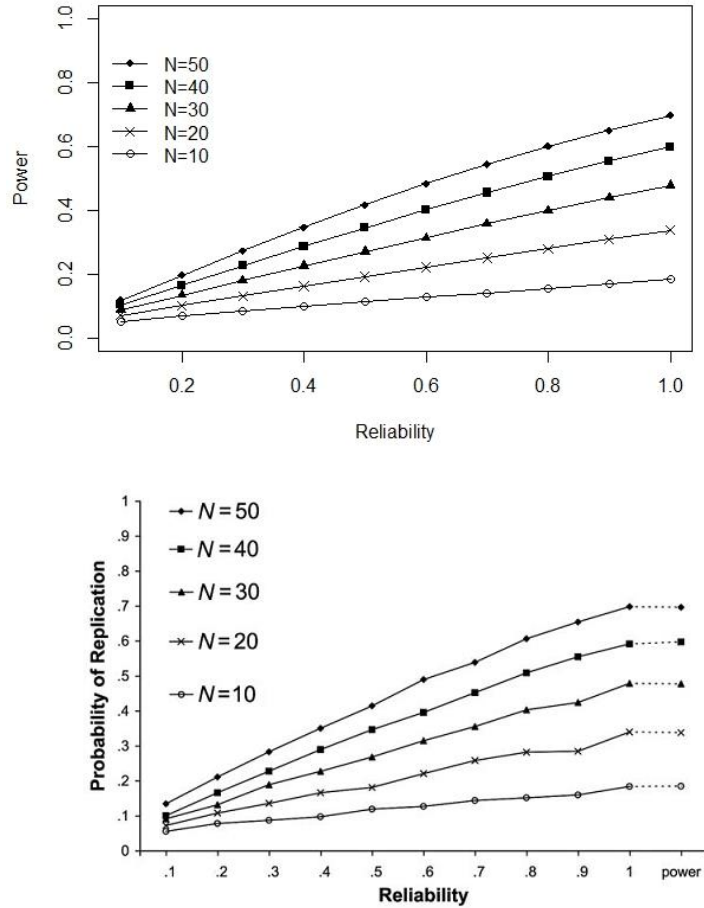 1.0
0.8
0.6
0.4
0.2
0.0
Power
N=50
N=40
N=30
N=20
N=10
0.2 0.4 0.6 0.8 1.0
Reliability
1
.9
.8
.7
.6
.5
.4
.3
.2
.1
0
Probability of Replication
N = 50
N = 40
N = 30
N = 20
N = 10
.1 .2 .3 .4 .5 .6 .7 .8 .9 1 power
Reliability